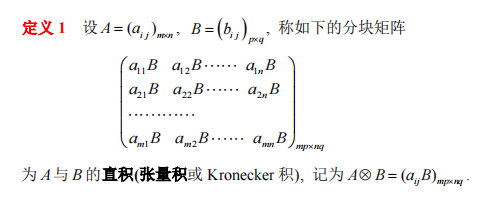 定义 1 设 A = (a_{ij})_{m×n}, B = (b_{ij})_{p×q}, 称如下的分块矩阵
a_{11}B a_{12}B⋯⋯ a_{1n}B
a_{21}B a_{22}B⋯⋯ a_{2n}B
⋯⋯⋯⋯
a_{m1}B a_{m2}B⋯⋯ a_{mn}B _{mp×nq}
为 A 与 B 的直积(张量积或 Kronecker 积), 记为 A⊗B = (a_{ij}B)_{mp×nq}.